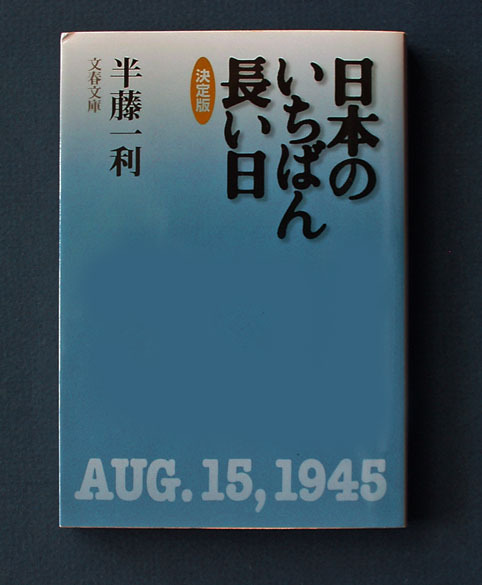 日本の
いちばん
長い日
決定版
半藤一利
文春文庫
AUG. 15, 1945